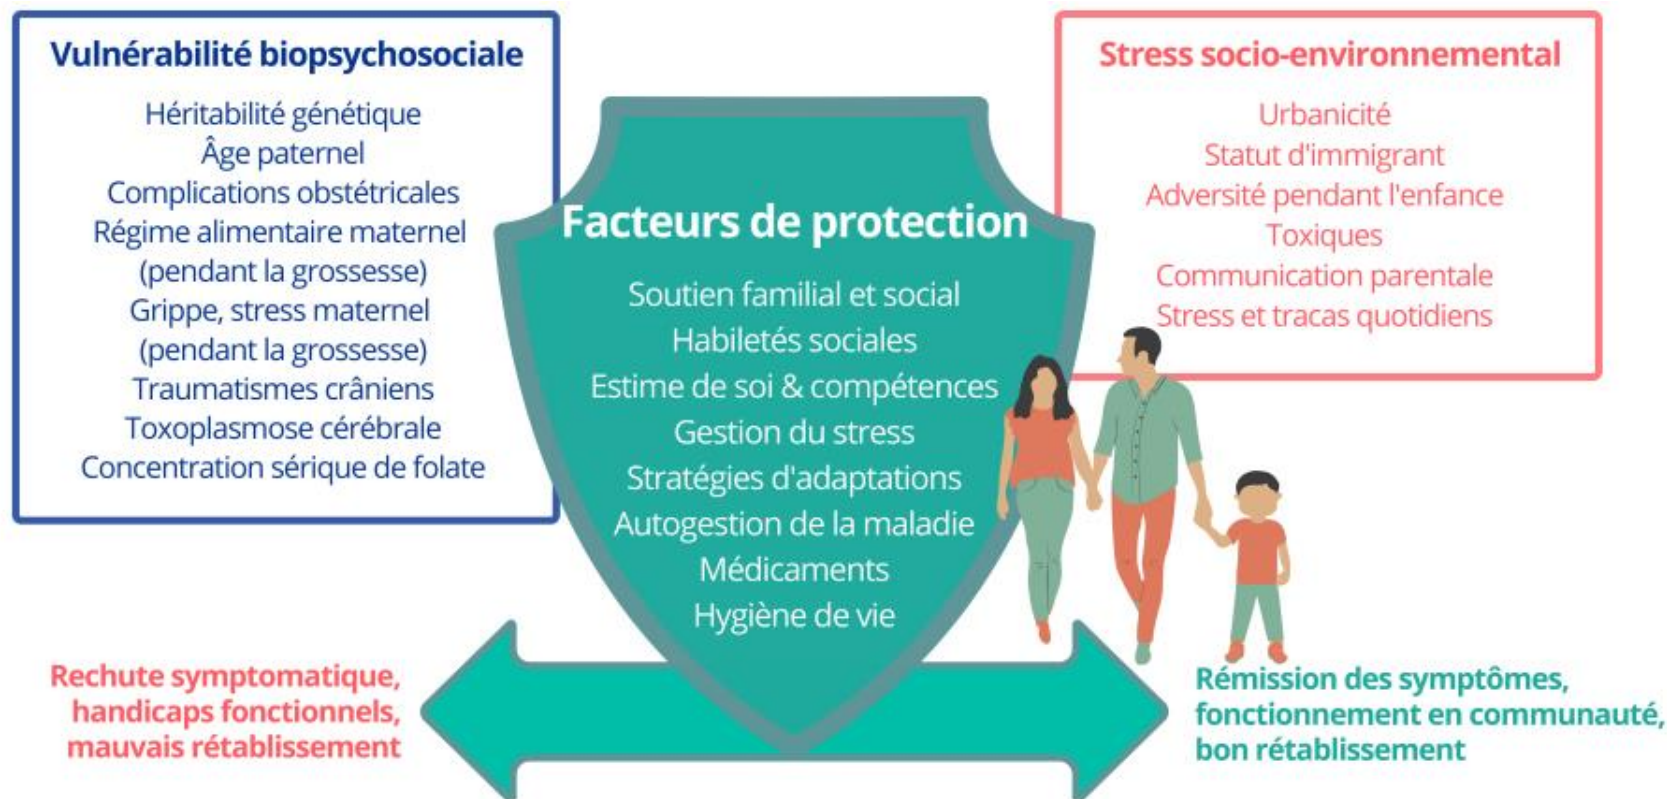 Vulnérabilité biopsychosociale
Héritabilité génétique
Âge paternel
Complications obstétricales
Régime alimentaire maternel
(pendant la grossesse)
Grippe, stress maternel
(pendant la grossesse)
Traumatismes crâniens
Toxoplasmose cérébrale
Concentration sérique de folate
Facteurs de protection
Soutien familial et social
Habiletés sociales
Estime de soi & compétences
Gestion du stress
Stratégies d'adaptations
Autogestion de la maladie
Médicaments
Hygiène de vie
Stress socio-environnemental
Urbanicité
Statut d'immigrant
Adversité pendant l'enfance
Toxiques
Communication parentale
Stress et tracas quotidiens
Rechute symptomatique,
handicaps fonctionnels,
mauvais rétablissement
Rémission des symptômes,
fonctionnement en communauté,
bon rétablissement